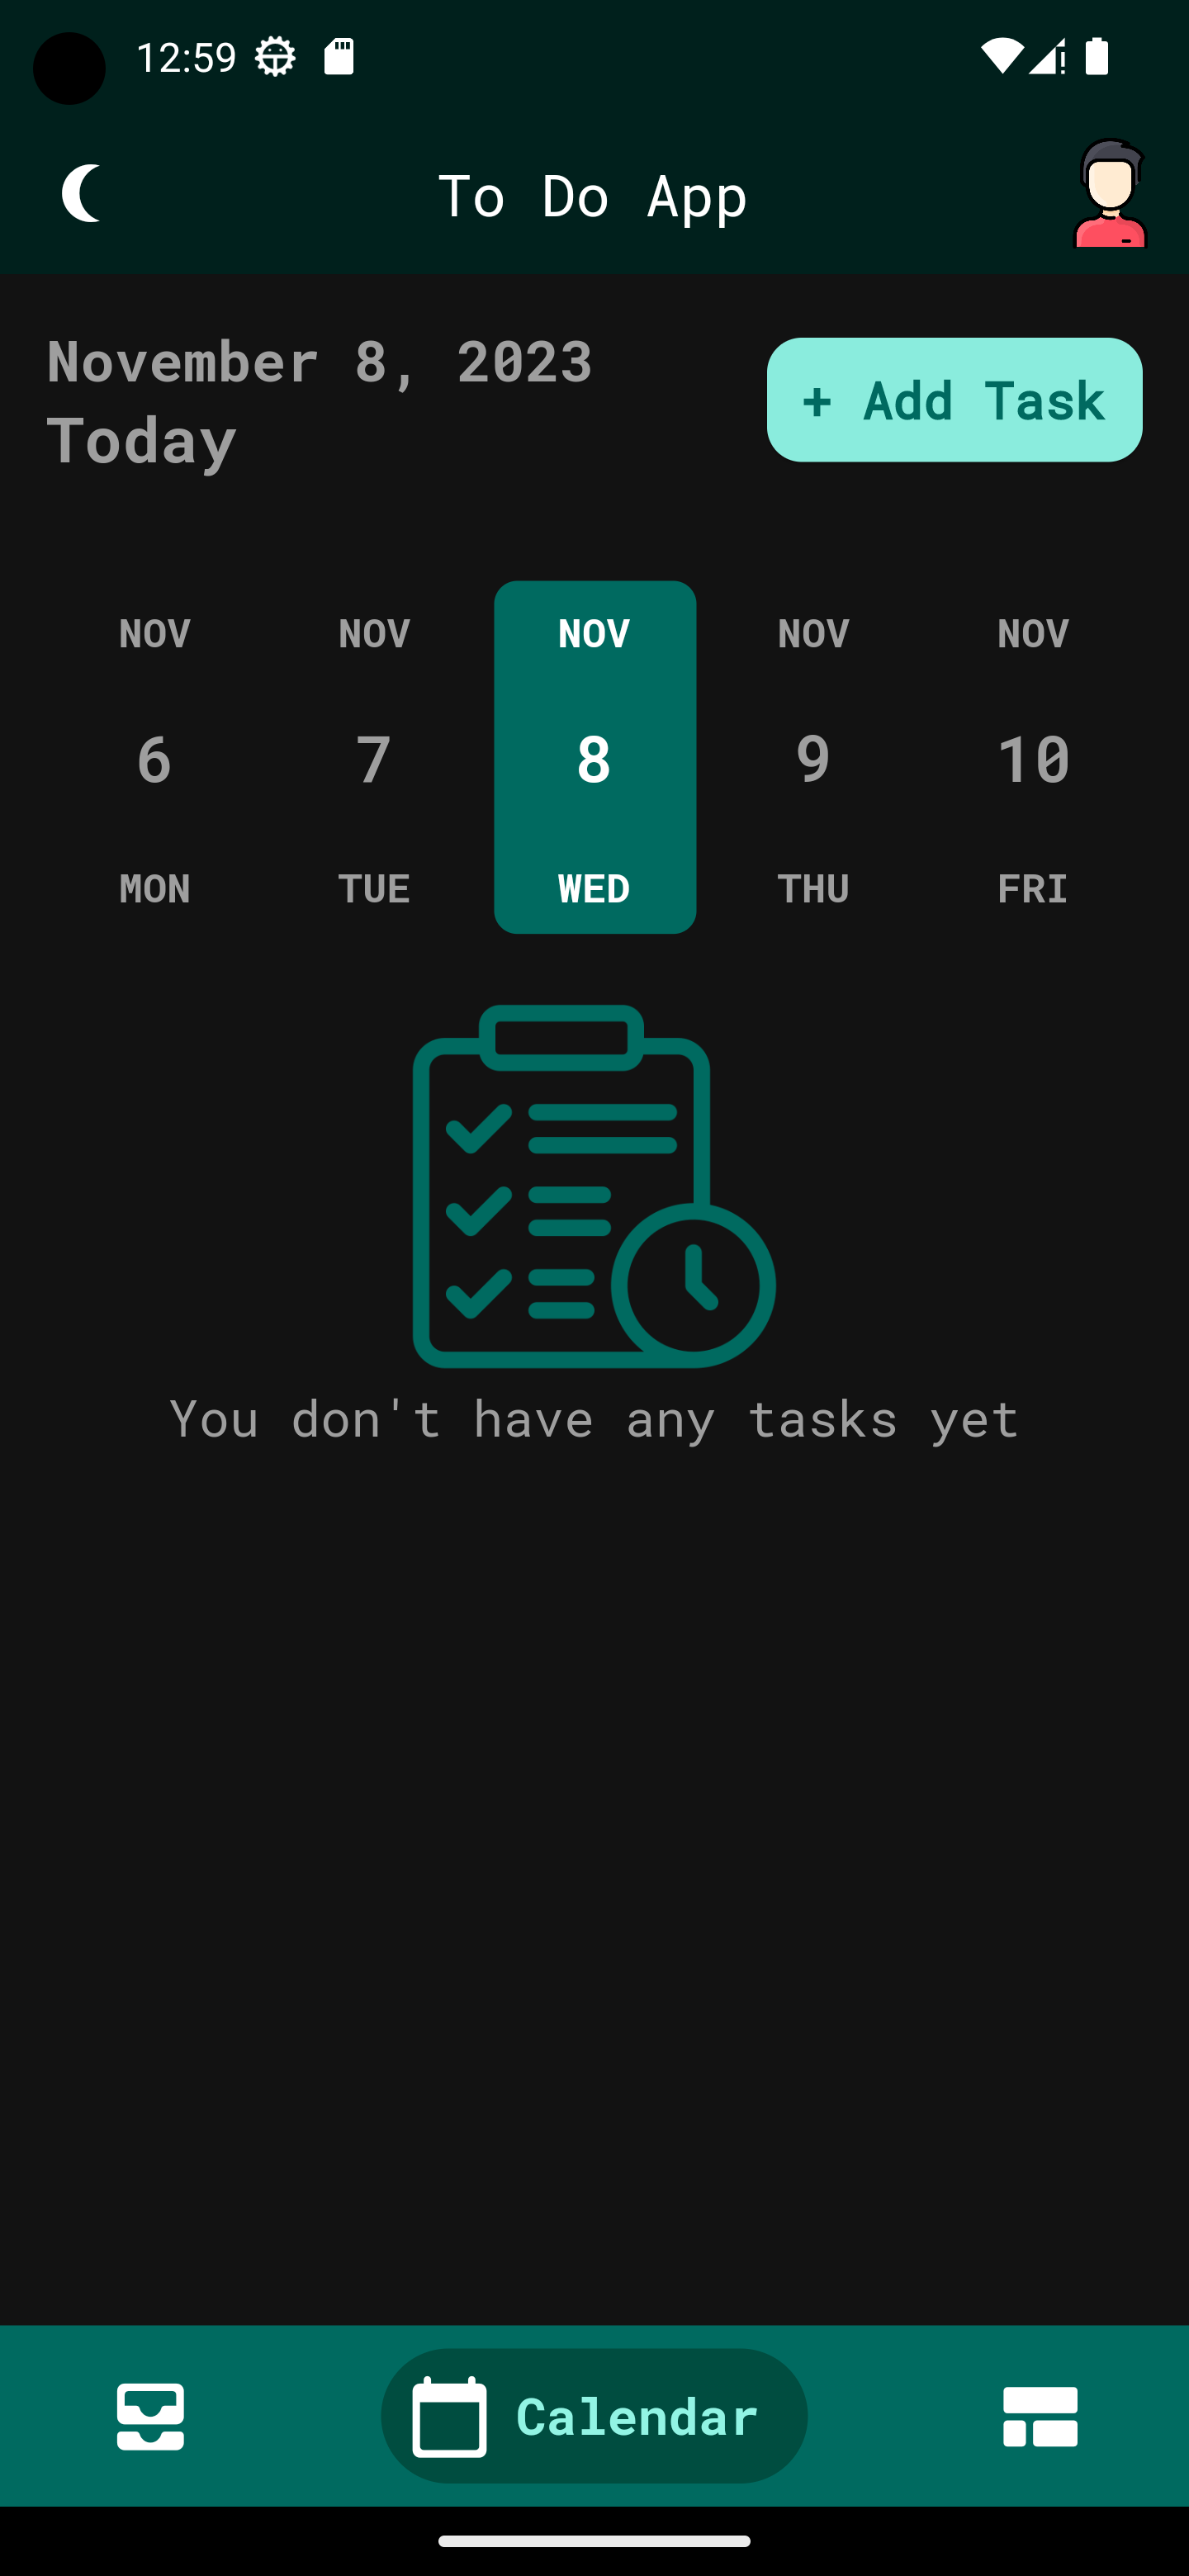 12:59
To Do App
November 8, 2023
Today
+ Add Task
NOV NOV NOV NOV NOV
6 7 8 9 10
MON TUE WED THU FRI
You don't have any tasks yet
Calendar